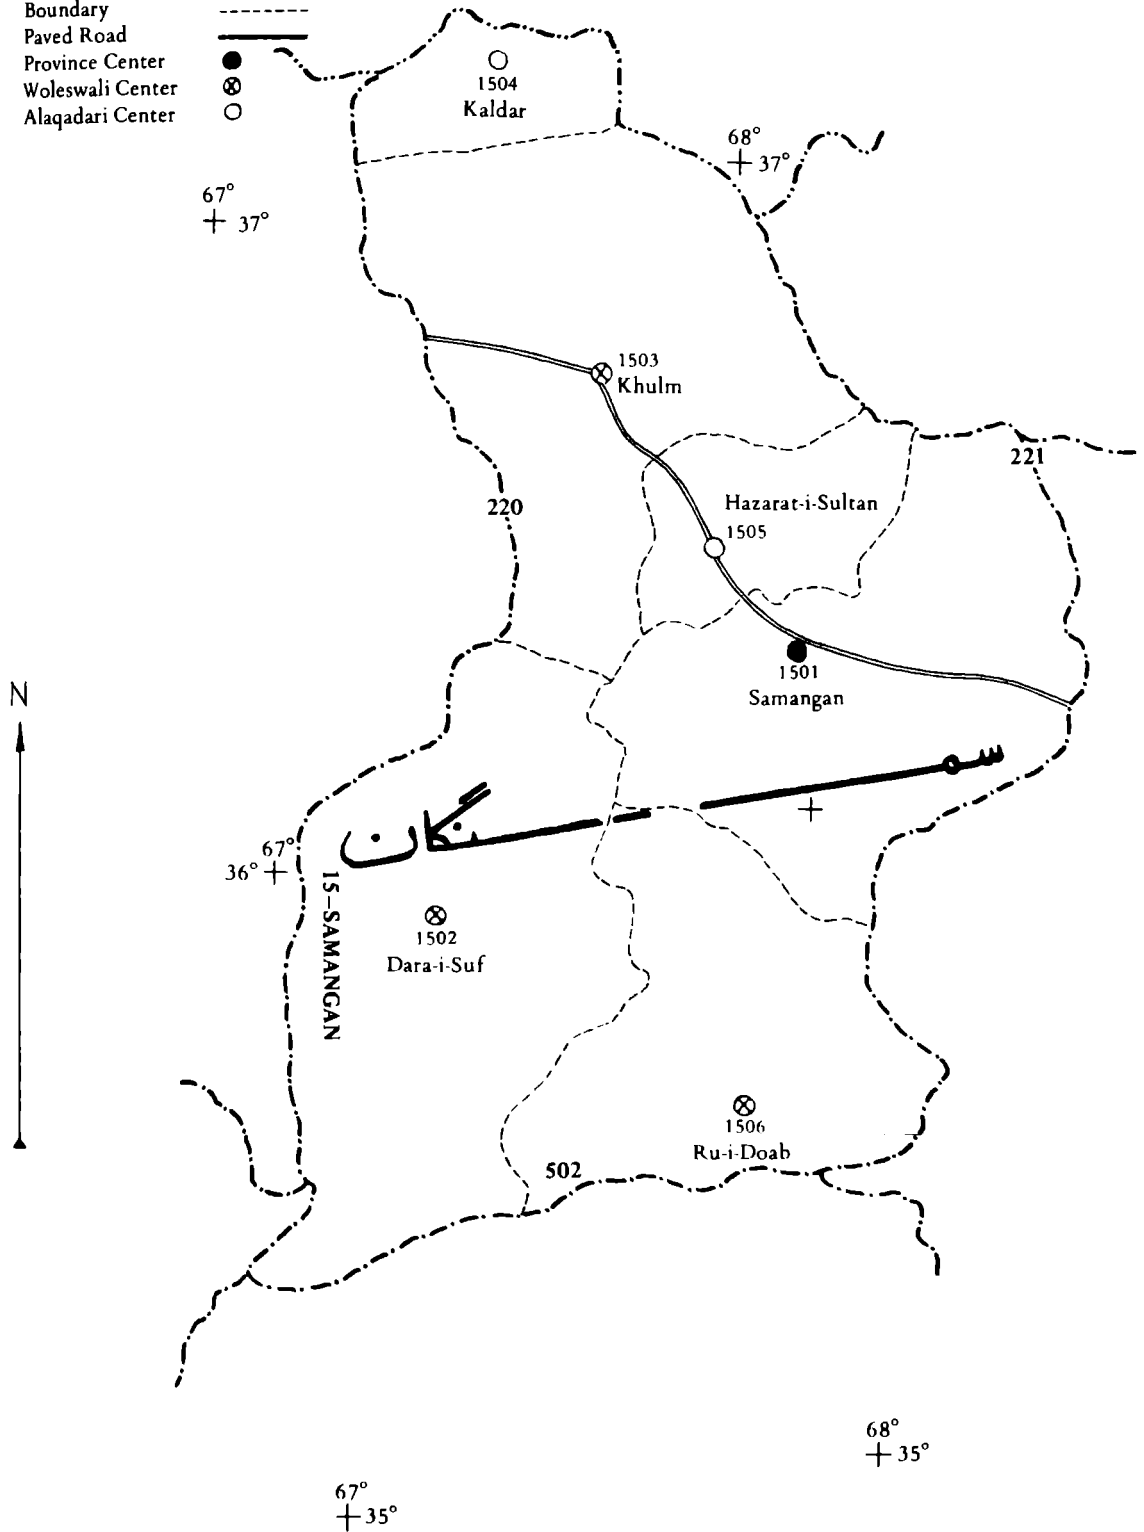 Boundary
Paved Road
Province Center
Woleswali Center
Alaqadari Center
1504
Kaldar
68°
37°
67°
37°
1503
Khulm
221
220
Hazarat-i-Sultan
1505
N
1501
Samangan
67°
36°
15–SAMANGAN
1502
Dara-i-Suf
1506
Ru-i-Doab
502
68°
35°
67°
35°